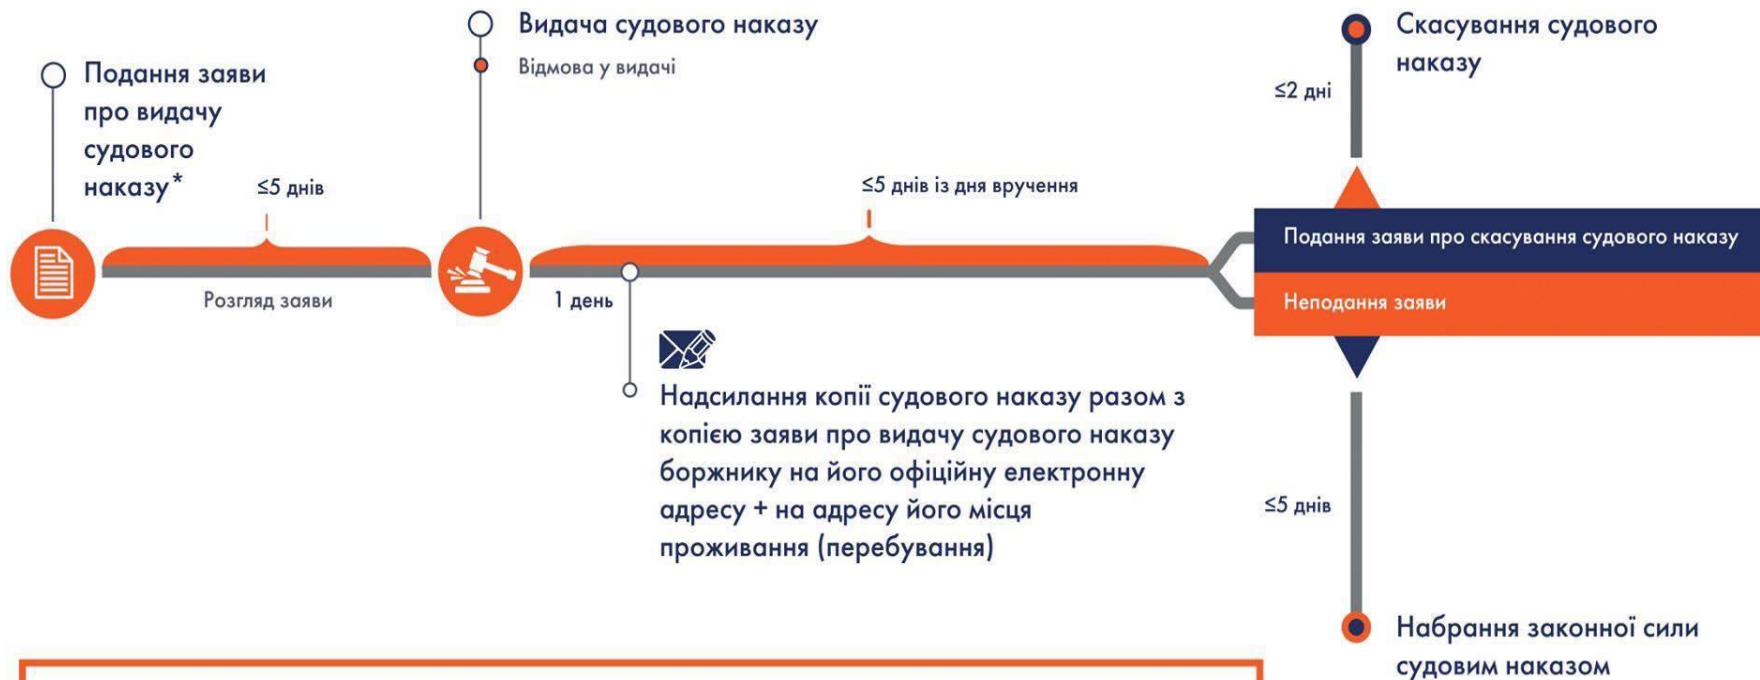 Подання заяви
про видачу
судового
наказу*
≤5 днів
Розгляд заяви
Видача судового наказу
Відмова у видачі
≤5 днів із дня вручення
1 день
Надсилання копії судового наказу разом з
копією заяви про видачу судового наказу
боржнику на його офіційну електронну
адресу + на адресу його місця
проживання (перебування)
Скасування судового
наказу
≤2 дні
Подання заяви про скасування судового наказу
Неподання заяви
≤5 днів
Набрання законної сили
судовим наказом